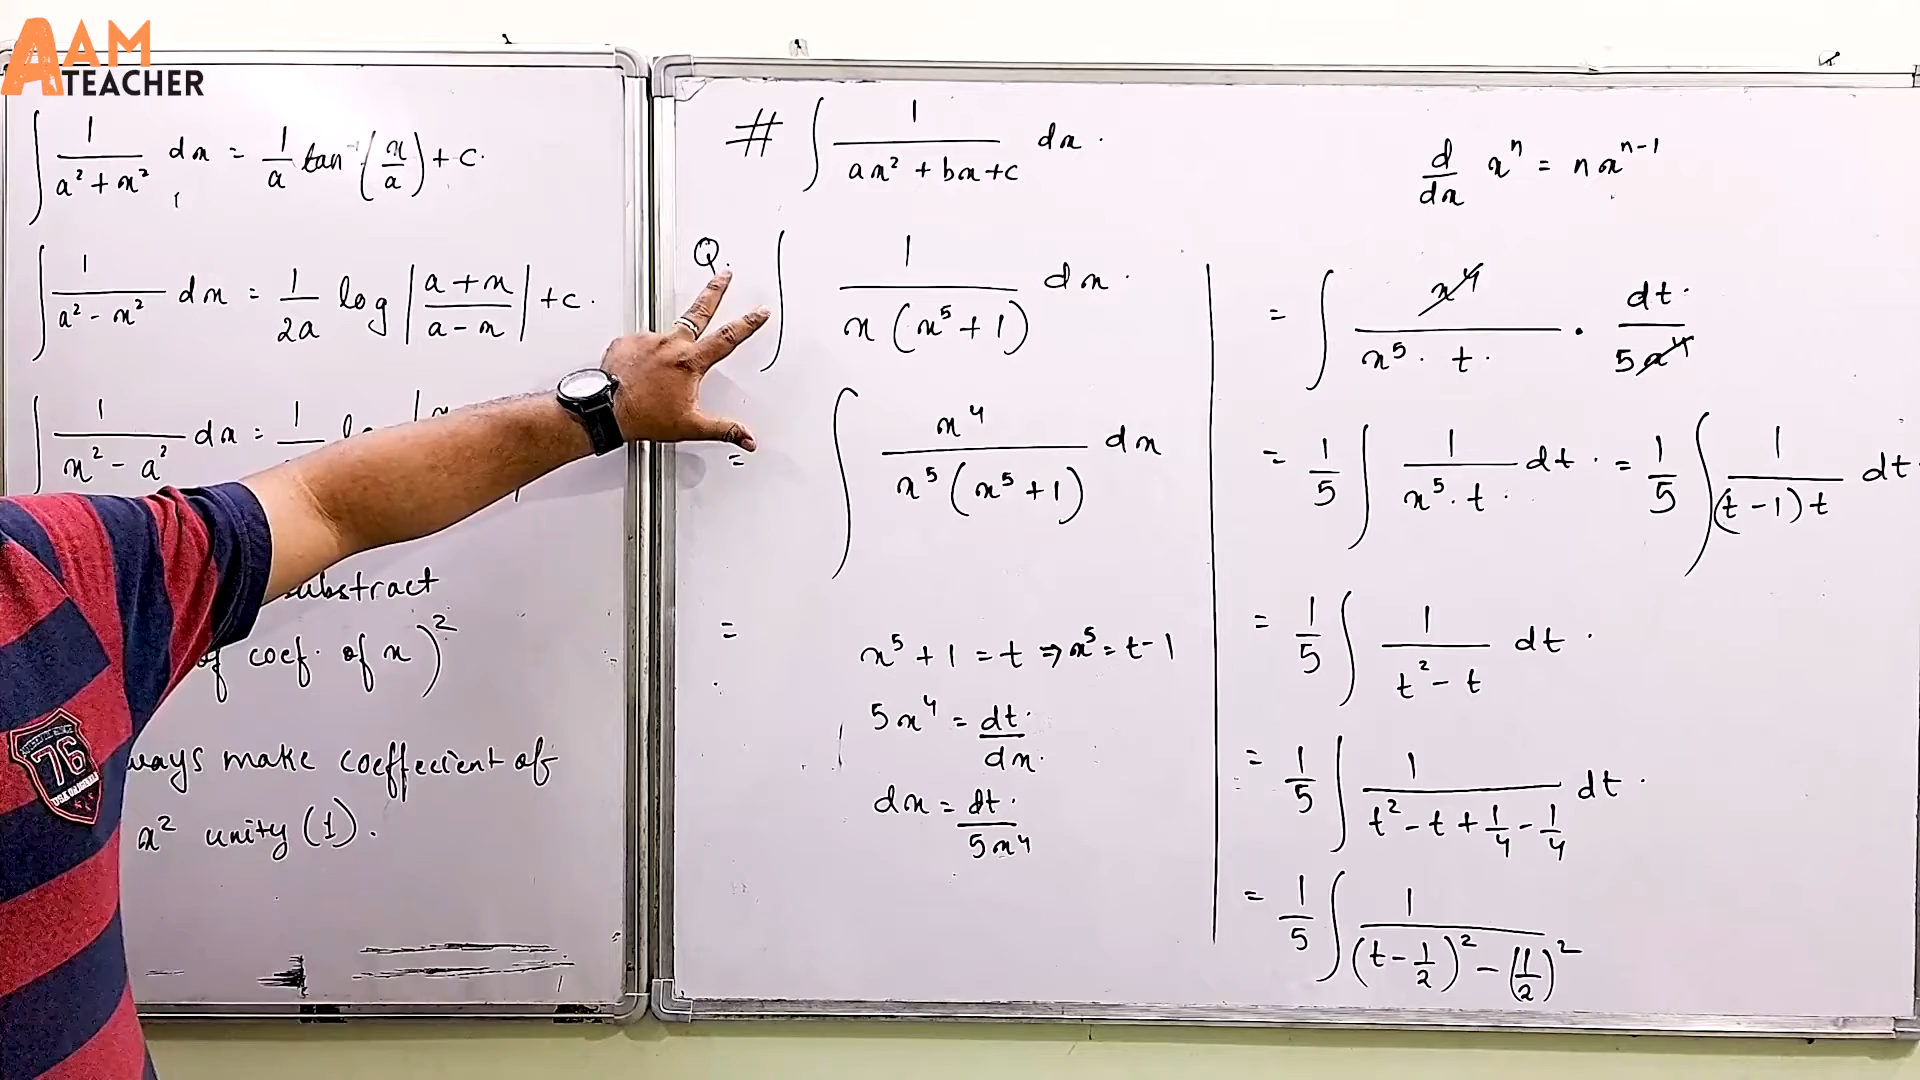 AAM
TEACHER
∫ 1/(a² + x²) dx = 1/a tan⁻¹ (x/a) + c.
∫ 1/(a² - x²) dx = 1/2a log |(a + x)/(a - x)| + c.
∫ 1/(x² - a²) dx = 1/
substract
of coef. of x)²
ways make coeffecient of
x² unity (1).
76
# ∫ 1/(ax² + bx + c) dx.
Q. ∫ 1/(x (x⁵ + 1)) dx.
= ∫ x⁴/(x⁵ (x⁵ + 1)) dx
=
x⁵ + 1 = t ⇒ x⁵ = t - 1
5x⁴ = dt/dx.
dx = dt/5x⁴
d/dx xⁿ = n xⁿ⁻¹
= ∫ x⁴/(x⁵ . t) . dt/5x⁴
= 1/5 ∫ 1/(x⁵ . t) dt = 1/5 ∫ 1/((t - 1) t) dt
= 1/5 ∫ 1/(t² - t) dt.
= 1/5 ∫ 1/(t² - t + 1/4 - 1/4) dt.
= 1/5 ∫ 1/((t - 1/2)² - (1/2)²)